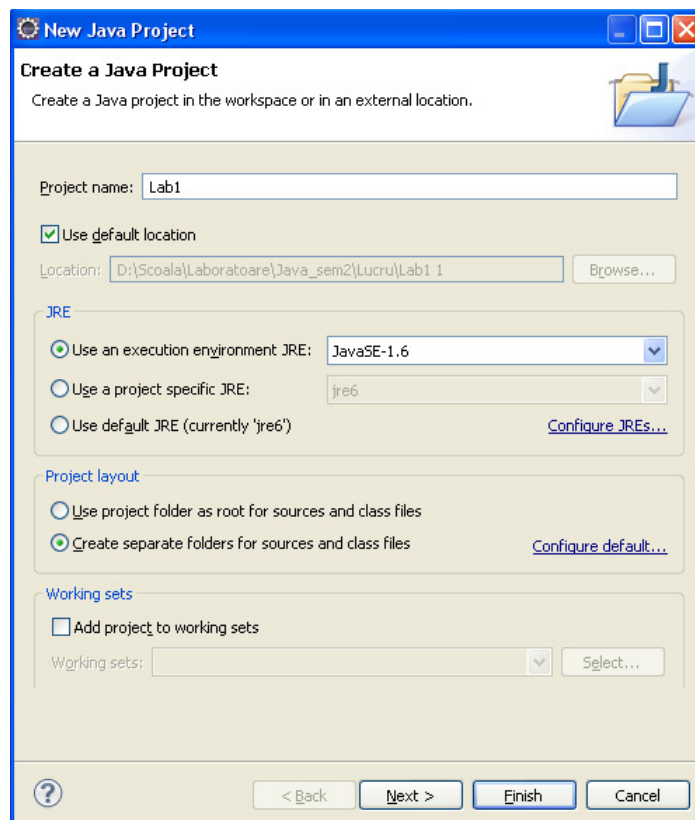 New Java Project
Create a Java Project
Create a Java project in the workspace or in an external location.
Project name: Lab1
Use default location
Location: D:\Scoala\Laboratoare\Java_sem2\Lucru\Lab1 1 Browse...
JRE
Use an execution environment JRE: JavaSE-1.6
Use a project specific JRE: jre6
Use default JRE (currently 'jre6') Configure JREs...
Project layout
Use project folder as root for sources and class files
Create separate folders for sources and class files Configure default...
Working sets
Add project to working sets
Working sets: Select...
? < Back Next > Finish Cancel